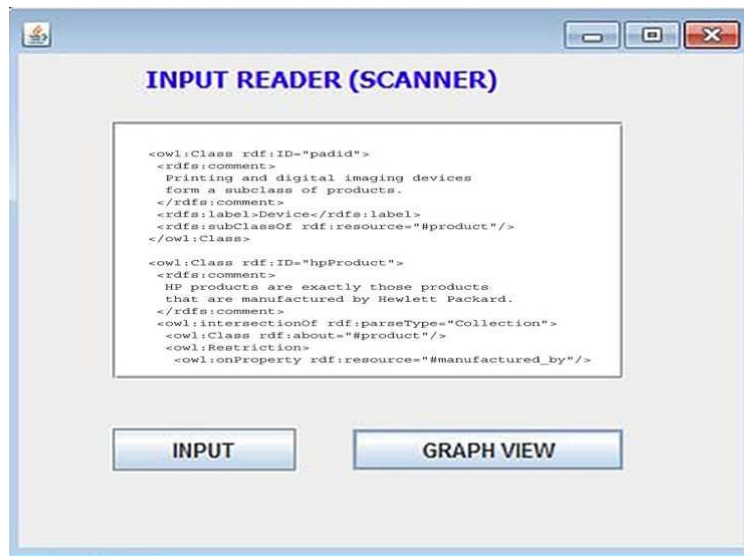 INPUT READER (SCANNER)
<owl:Class rdf:ID="padid">
<rdfs:comment>
Printing and digital imaging devices
form a subclass of products.
</rdfs:comment>
<rdfs:label>Device</rdfs:label>
<rdfs:subClassOf rdf:resource="#product"/>
</owl:Class>
<owl:Class rdf:ID="hpProduct">
<rdfs:comment>
HP products are exactly those products
that are manufactured by Hewlett Packard.
</rdfs:comment>
<owl:intersectionOf rdf:parseType="Collection">
<owl:Class rdf:about="#product"/>
<owl:Restriction>
<owl:onProperty rdf:resource="#manufactured_by"/>
INPUT GRAPH VIEW